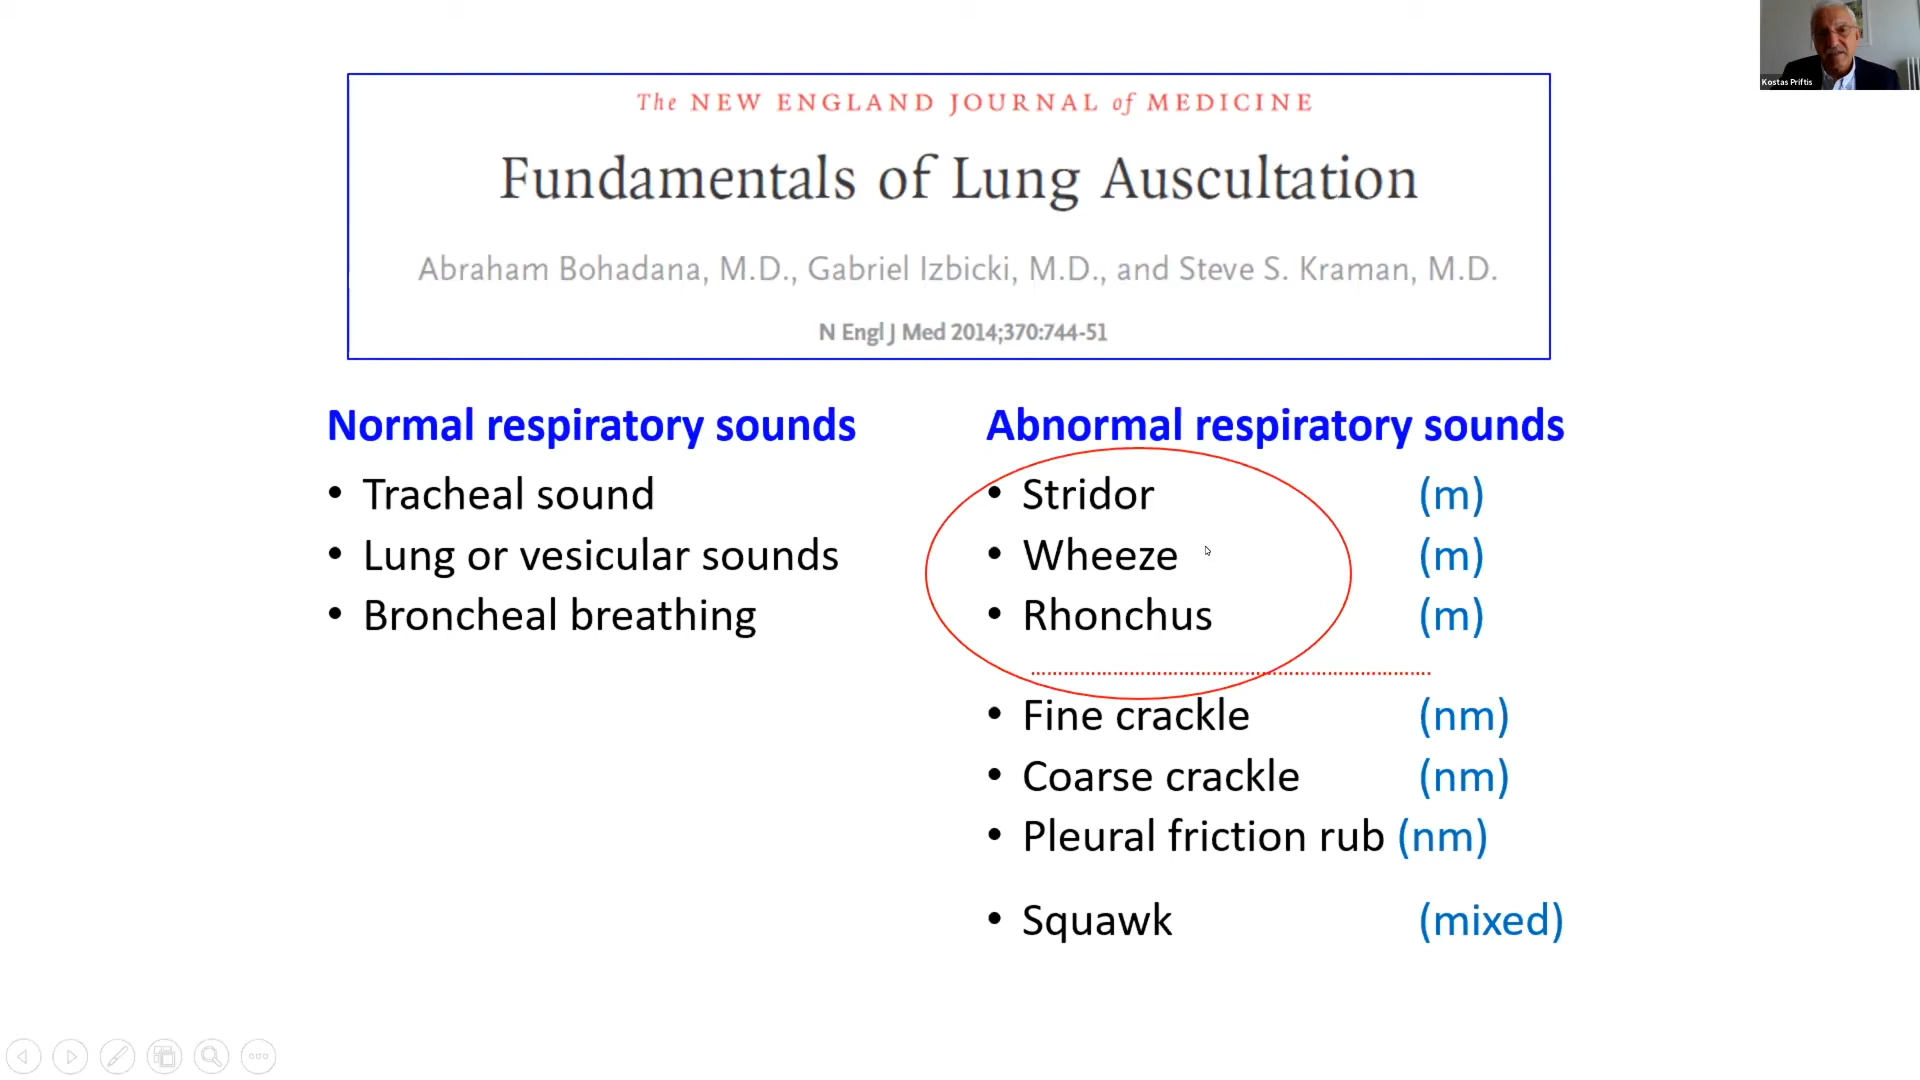 Kostas Priftis
The NEW ENGLAND JOURNAL of MEDICINE
Fundamentals of Lung Auscultation
Abraham Bohadana, M.D., Gabriel Izbicki, M.D., and Steve S. Kraman, M.D.
N Engl J Med 2014;370:744-51
Normal respiratory sounds
• Tracheal sound
• Lung or vesicular sounds
• Broncheal breathing
Abnormal respiratory sounds
• Stridor (m)
• Wheeze (m)
• Rhonchus (m)
• Fine crackle (nm)
• Coarse crackle (nm)
• Pleural friction rub (nm)
• Squawk (mixed)